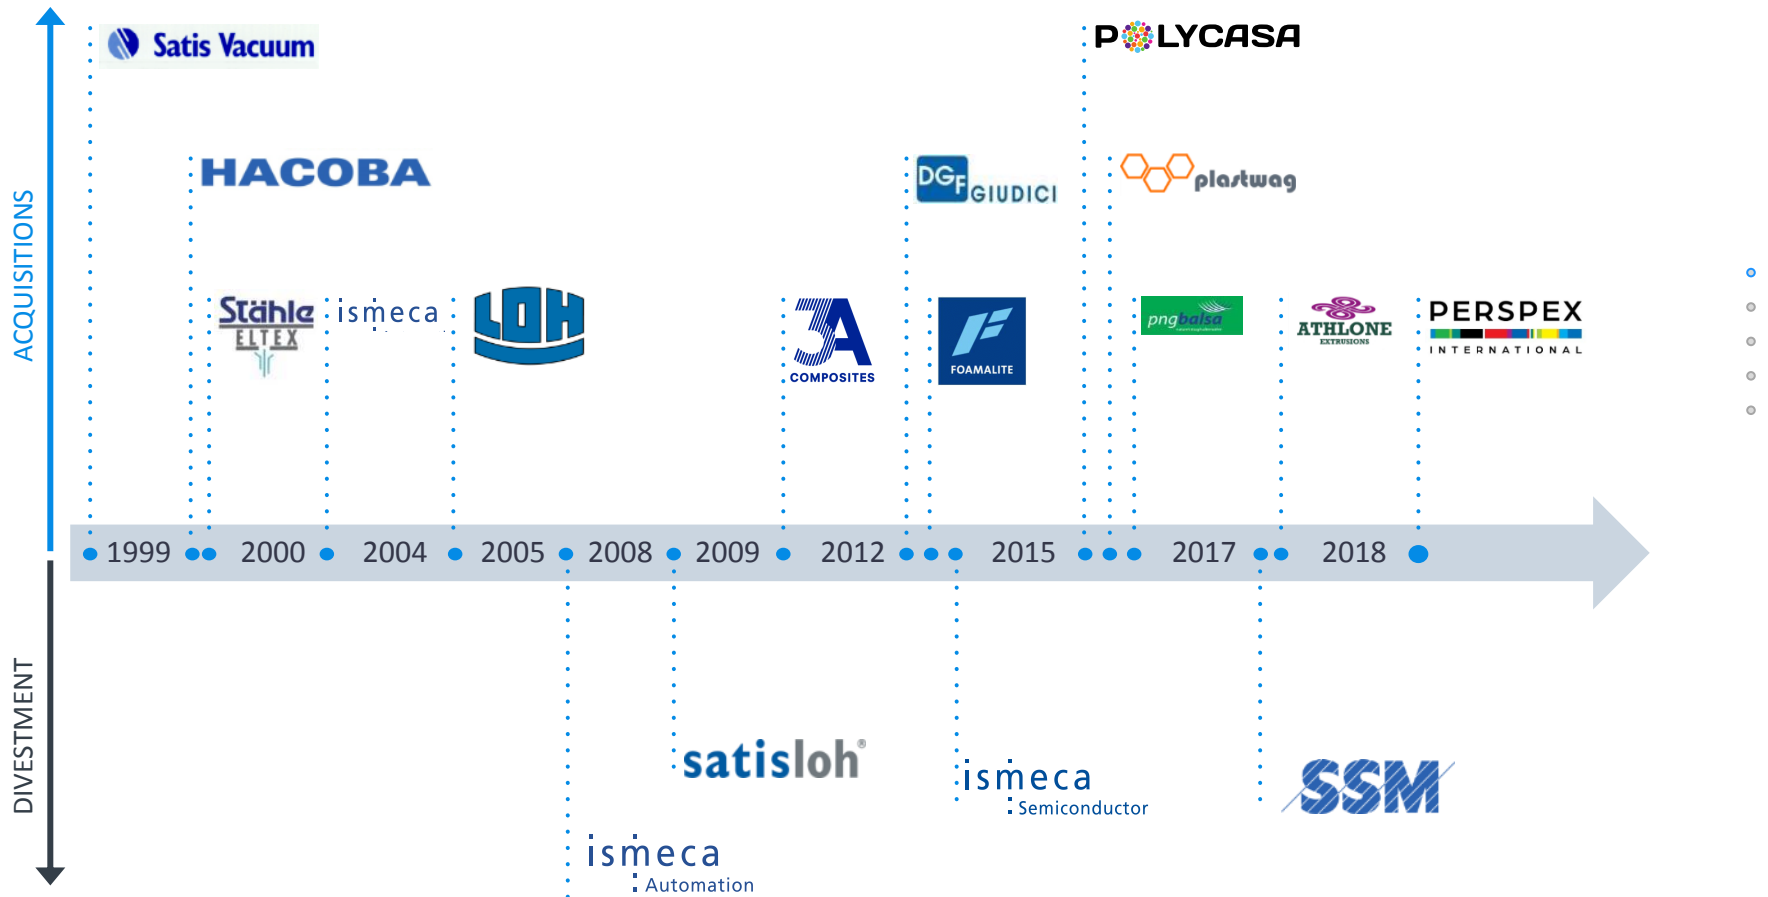 ACQUISITIONS
Satis Vacuum
POLYCASA
HACOBA
DGF GIUDICI
plastwag
Stähle
ELTEX
ismeca
LOH
3A
COMPOSITES
F
FOAMALITE
pngbalsa
ATHLONE
EXTRUSIONS
PERSPEX
INTERNATIONAL
1999 2000 2004 2005 2008 2009 2012 2015 2017 2018
DIVESTMENT
satisloh®
ismeca
Semiconductor
SSM
ismeca
Automation